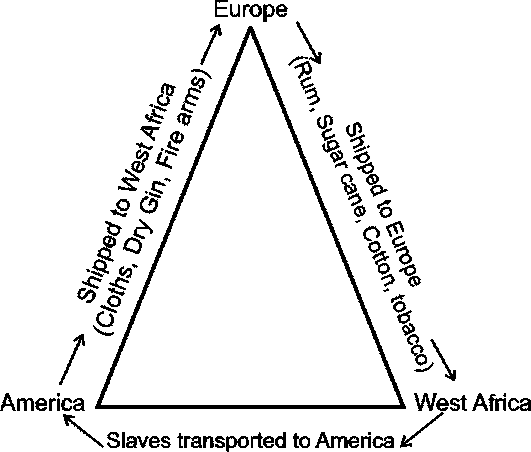 Europe
Shipped to West Africa
(Cloths, Dry Gin, Fire arms)
Shipped to Europe
(Rum, Sugar cane, Cotton, tobacco)
America
West Africa
Slaves transported to America